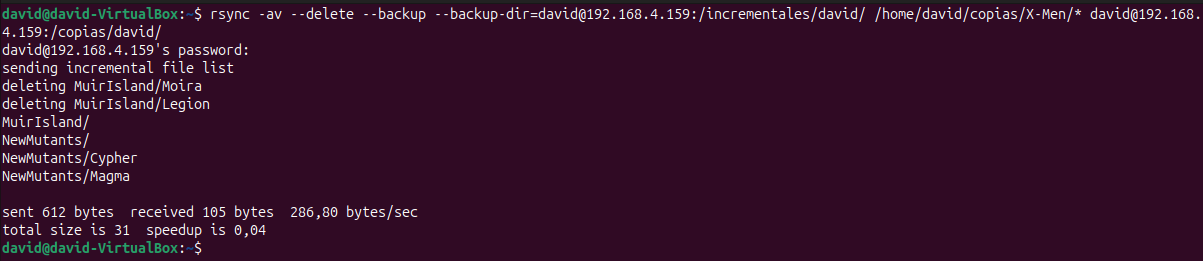 david@david-VirtualBox:~$ rsync -av --delete --backup --backup-dir=david@192.168.4.159:/incrementales/david/ /home/david/copias/X-Men/* david@192.168.
4.159:/copias/david/
david@192.168.4.159's password:
sending incremental file list
deleting MuirIsland/Moira
deleting MuirIsland/Legion
MuirIsland/
NewMutants/
NewMutants/Cypher
NewMutants/Magma
sent 612 bytes  received 105 bytes  286,80 bytes/sec
total size is 31  speedup is 0,04
david@david-VirtualBox:~$